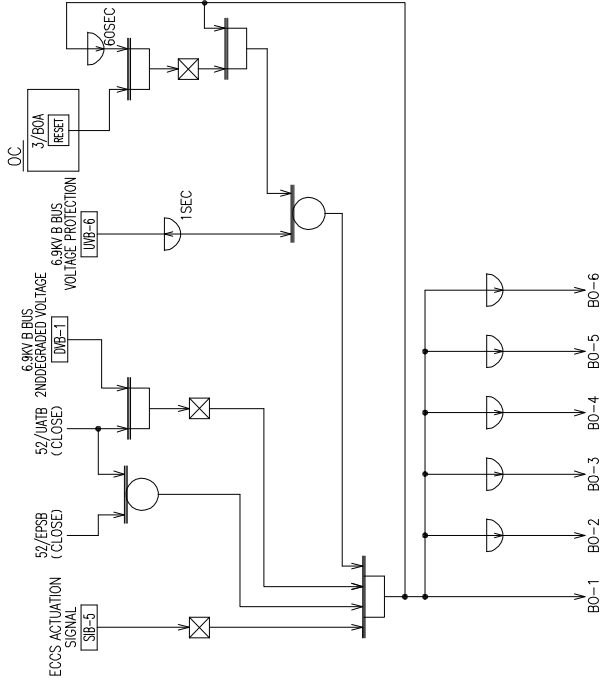 OC
3/BOA
RESET
60SEC
6.9KV B BUS
VOLTAGE PROTECTION
UVB-6
1SEC
6.9KV B BUS
2NDDEGRADED VOLTAGE
DVB-1
52/UATB
(CLOSE)
52/EPSB
(CLOSE)
ECCS ACTUATION
SIGNAL
SIB-5
BO-1
BO-2
BO-3
BO-4
BO-5
BO-6